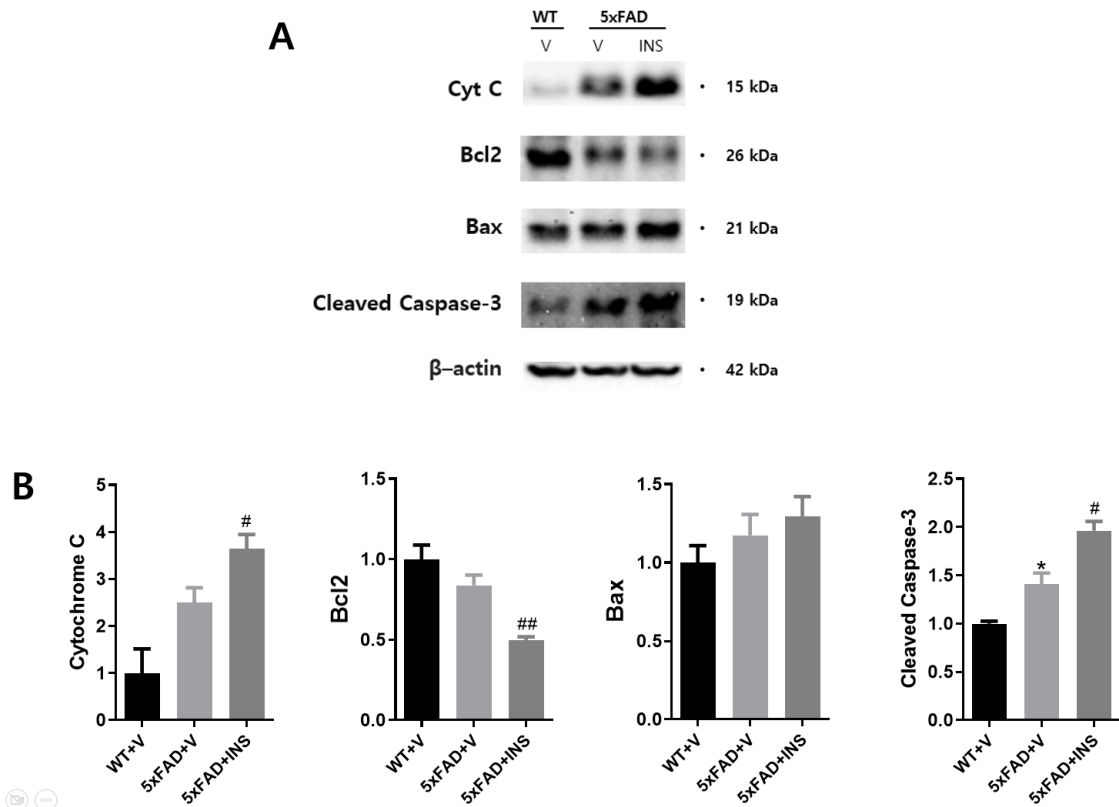 A
WT 5xFAD
V V INS
Cyt C • 15 kDa
Bcl2 • 26 kDa
Bax • 21 kDa
Cleaved Caspase-3 • 19 kDa
β–actin • 42 kDa
B
Cytochrome C
5
4
3
2
1
0
#
WT+V
5xFAD+V
5xFAD+INS
Bcl2
1.5
1.0
0.5
0.0
##
WT+V
5xFAD+V
5xFAD+INS
Bax
1.5
1.0
0.5
0.0
WT+V
5xFAD+V
5xFAD+INS
Cleaved Caspase-3
2.5
2.0
1.5
1.0
0.5
0.0
*
#
WT+V
5xFAD+V
5xFAD+INS